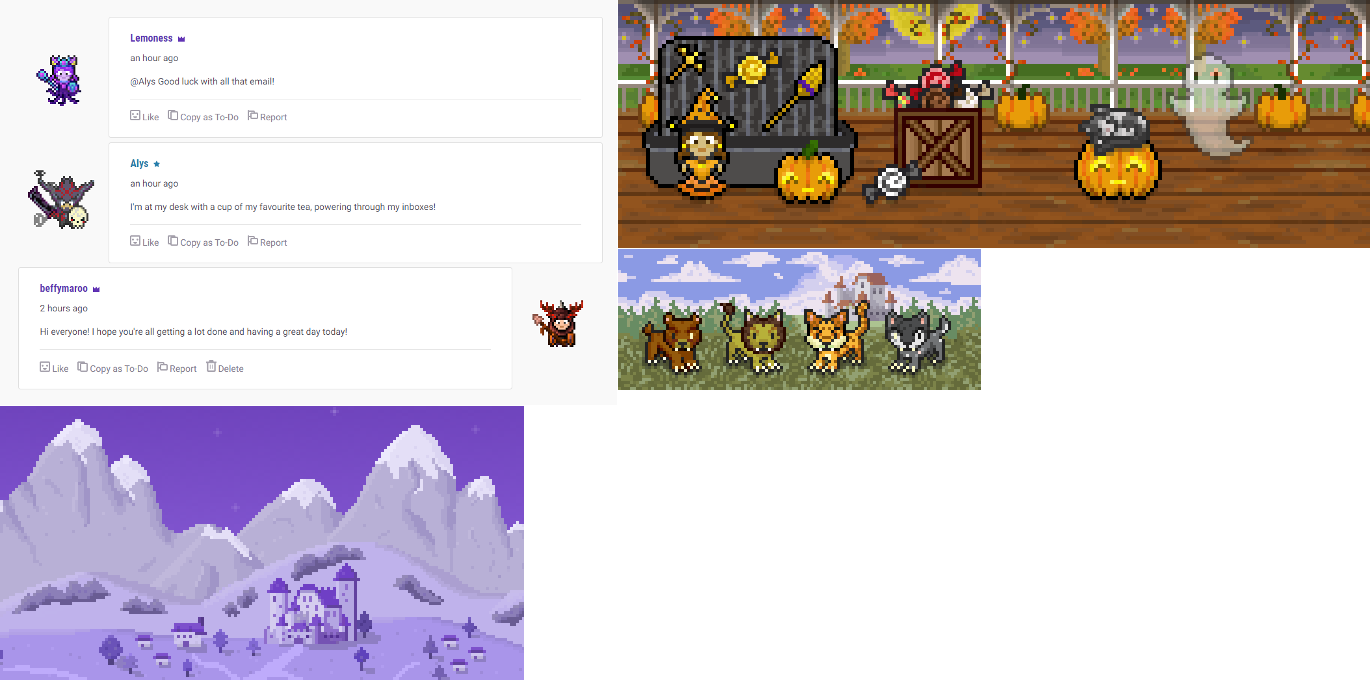 Lemoness
an hour ago
@Alys Good luck with all that email!
Like Copy as To-Do Report
Alys
an hour ago
I'm at my desk with a cup of my favourite tea, powering through my inboxes!
Like Copy as To-Do Report
beffymaroo
2 hours ago
Hi everyone! I hope you're all getting a lot done and having a great day today!
Like Copy as To-Do Report Delete